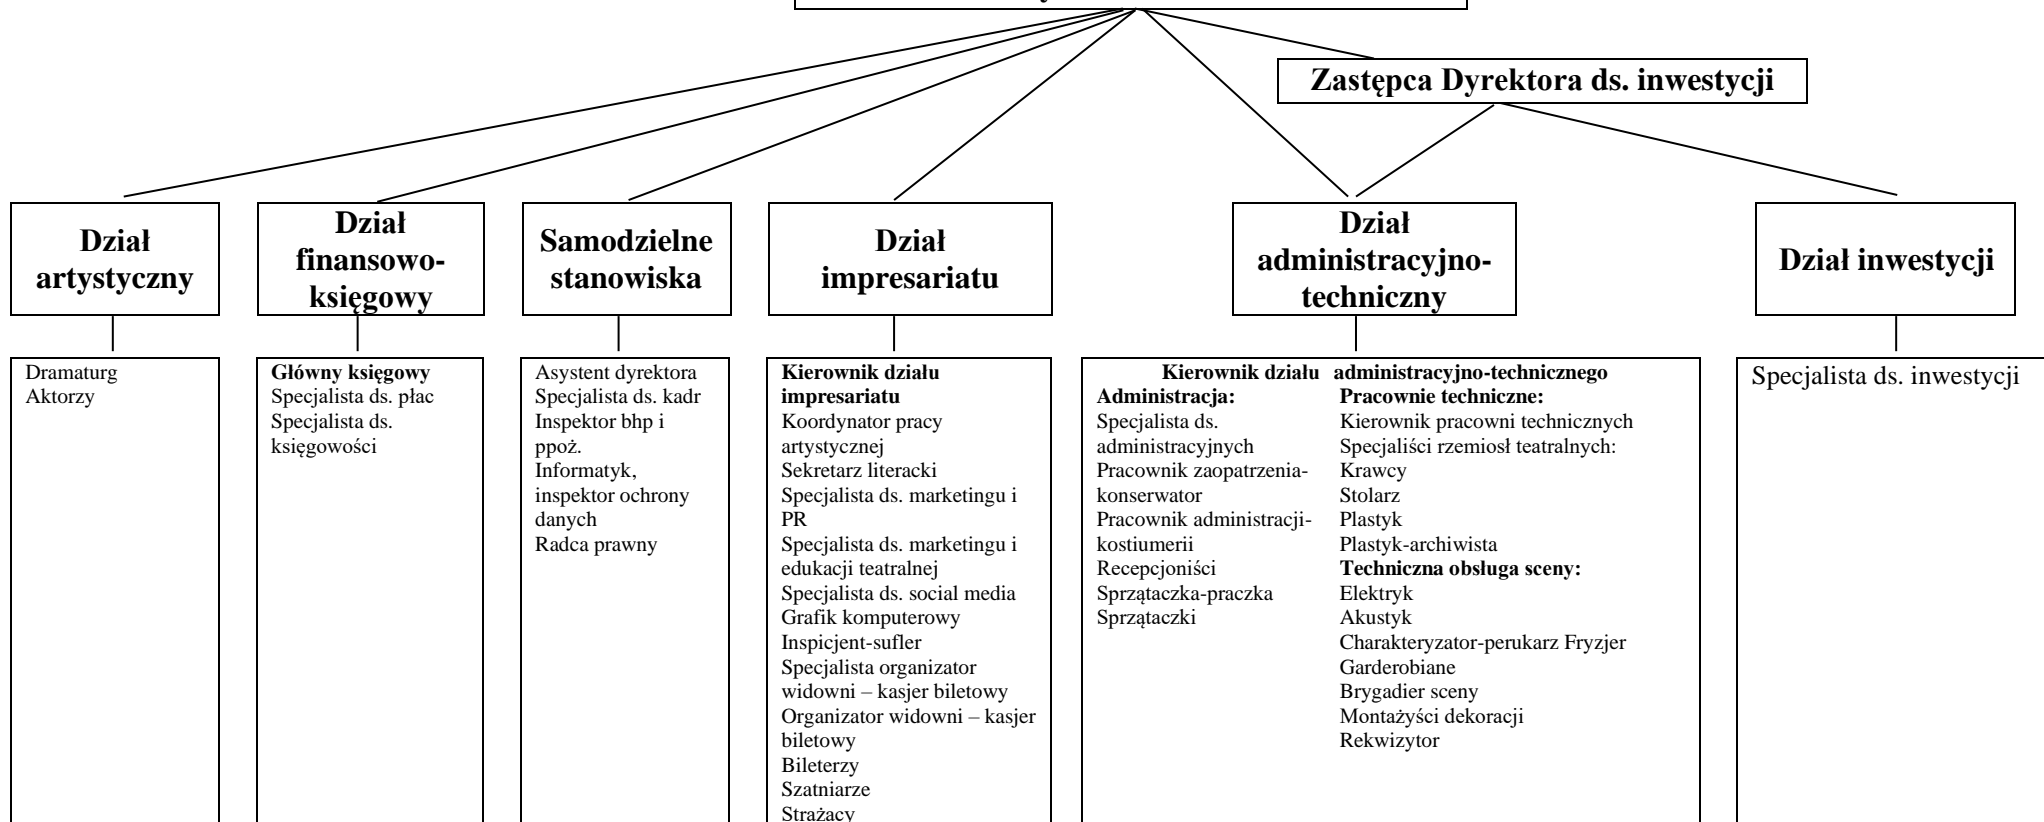 Zastępca Dyrektora ds. inwestycji
Dział
artystyczny
Dział
finansowo-
księgowy
Samodzielne
stanowiska
Dział
impresariatu
Dział
administracyjno-
techniczny
Dział inwestycji
Dramaturg
Aktorzy
Główny księgowy
Specjalista ds. płac
Specjalista ds.
księgowości
Asystent dyrektora
Specjalista ds. kadr
Inspektor bhp i
ppoż.
Informatyk,
inspektor ochrony
danych
Radca prawny
Kierownik działu
impresariatu
Koordynator pracy
artystycznej
Sekretarz literacki
Specjalista ds. marketingu i
PR
Specjalista ds. marketingu i
edukacji teatralnej
Specjalista ds. social media
Grafik komputerowy
Inspicjent-sufler
Specjalista organizator
widowni – kasjer biletowy
Organizator widowni – kasjer
biletowy
Bileterzy
Szatniarze
Strażacy
Kierownik działu administracyjno-technicznego
Administracja:
Specjalista ds.
administracyjnych
Pracownik zaopatrzenia-
konserwator
Pracownik administracji-
kostiumerii
Recepcjoniści
Sprzątaczka-praczka
Sprzątaczki
Pracownie techniczne:
Kierownik pracowni technicznych
Specjaliści rzemiosł teatralnych:
Krawcy
Stolarz
Plastyk
Plastyk-archiwista
Techniczna obsługa sceny:
Elektryk
Akustyk
Charakteryzator-perukarz Fryzjer
Garderobiane
Brygadier sceny
Montażyści dekoracji
Rekwizytor
Specjalista ds. inwestycji